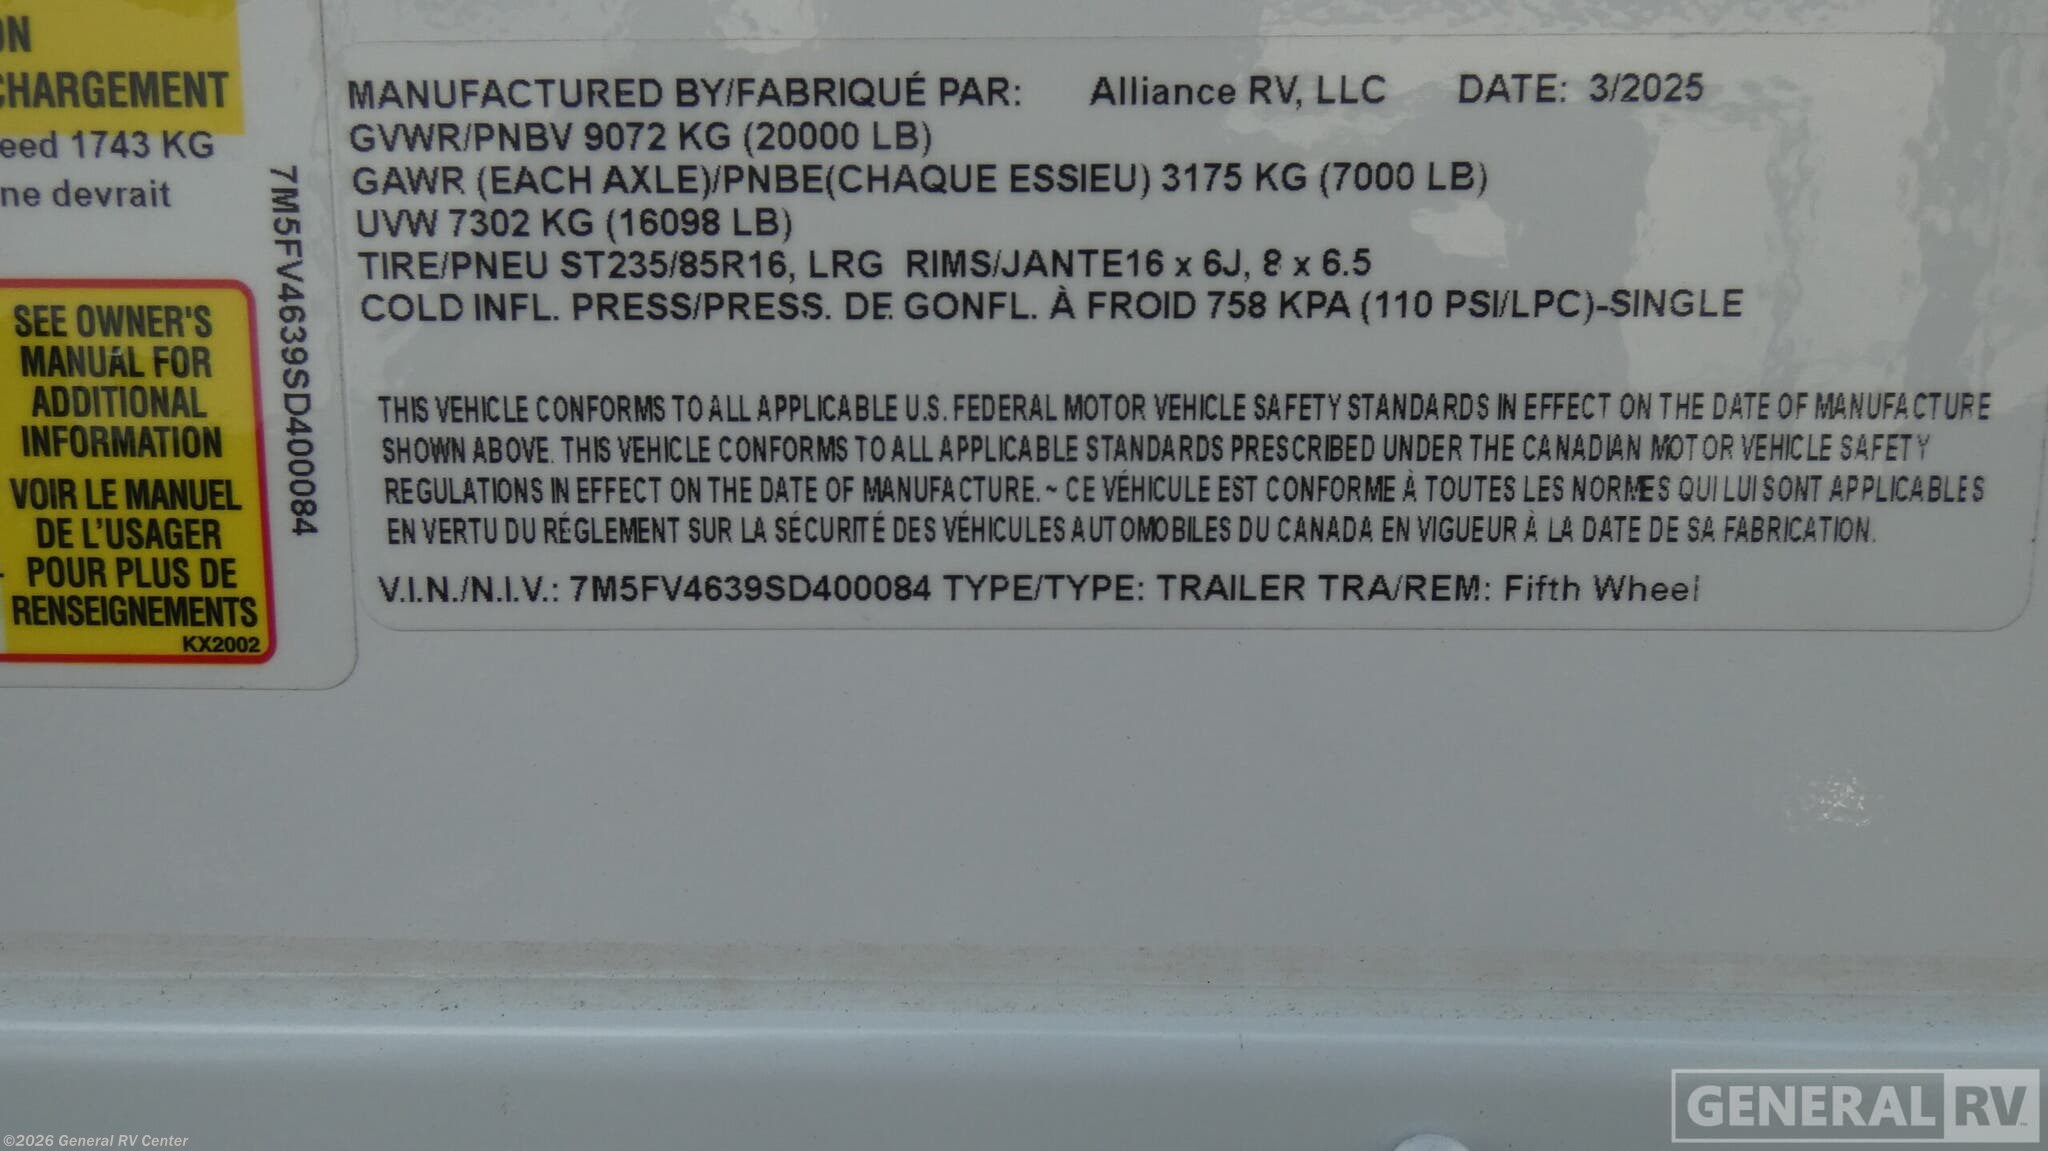 ON
CHARGEMENT
eed 1743 KG
ne devrait
SEE OWNER'S
MANUAL FOR
ADDITIONAL
INFORMATION
VOIR LE MANUEL
DE L'USAGER
POUR PLUS DE
RENSEIGNEMENTS
KX2002
7M5FV4639SD400084
MANUFACTURED BY/FABRIQUÉ PAR: Alliance RV, LLC DATE: 3/2025
GVWR/PNBV 9072 KG (20000 LB)
GAWR (EACH AXLE)/PNBE(CHAQUE ESSIEU) 3175 KG (7000 LB)
UVW 7302 KG (16098 LB)
TIRE/PNEU ST235/85R16, LRG RIMS/JANTE16 x 6J, 8 x 6.5
COLD INFL. PRESS/PRESS. DE GONFL. À FROID 758 KPA (110 PSI/LPC)-SINGLE
THIS VEHICLE CONFORMS TO ALL APPLICABLE U.S. FEDERAL MOTOR VEHICLE SAFETY STANDARDS IN EFFECT ON THE DATE OF MANUFACTURE
SHOWN ABOVE. THIS VEHICLE CONFORMS TO ALL APPLICABLE STANDARDS PRESCRIBED UNDER THE CANADIAN MOTOR VEHICLE SAFETY
REGULATIONS IN EFFECT ON THE DATE OF MANUFACTURE. ~ CE VÉHICULE EST CONFORME À TOUTES LES NORMES QUI LUI SONT APPLICABLES
EN VERTU DU RÉGLEMENT SUR LA SÉCURITÉ DES VÉHICULES AUTOMOBILES DU CANADA EN VIGUEUR À LA DATE DE SA FABRICATION.
V.I.N./N.I.V.: 7M5FV4639SD400084 TYPE/TYPE: TRAILER TRA/REM: Fifth Wheel
GENERAL RV
©2026 General RV Center